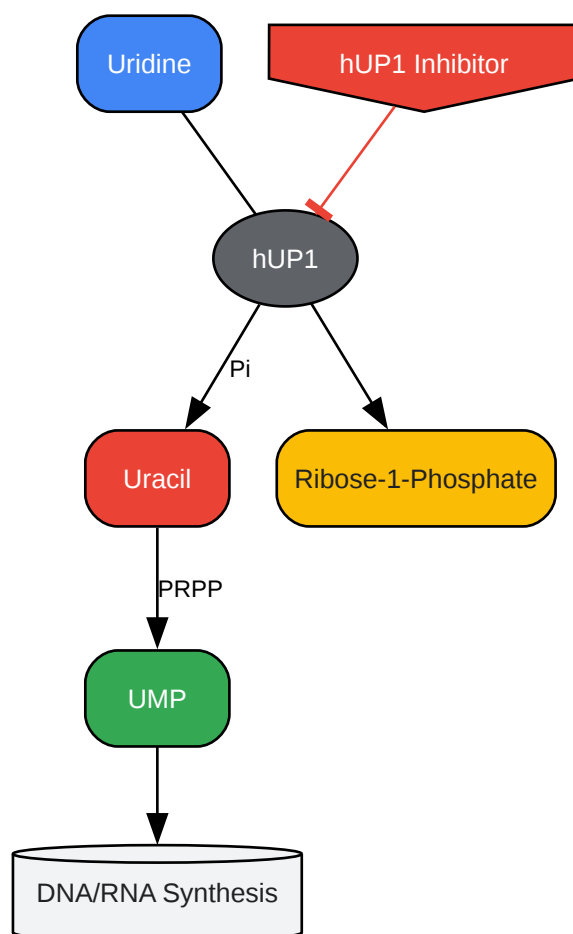 Uridine
hUP1 Inhibitor
hUP1
Pi
Uracil
Ribose-1-Phosphate
PRPP
UMP
DNA/RNA Synthesis